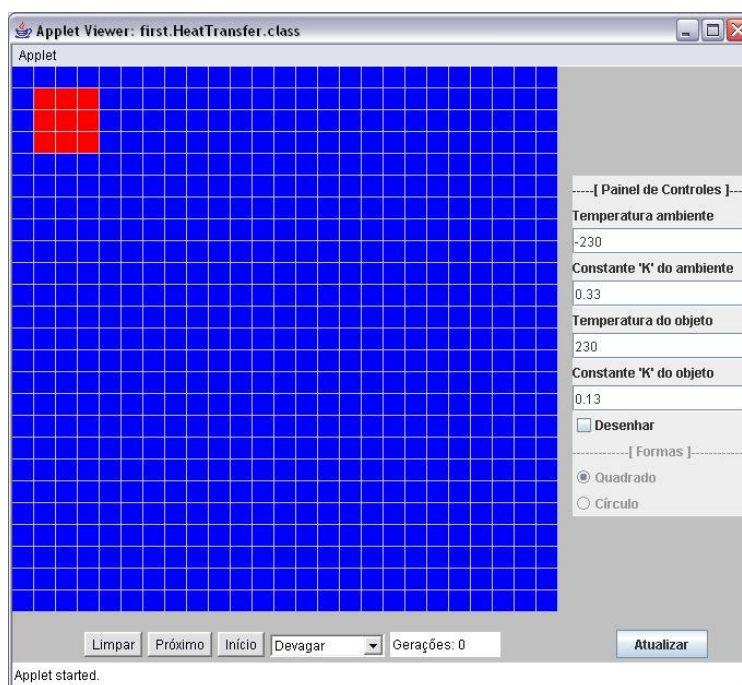 Applet Viewer: first.HeatTransfer.class
Applet
-----[ Painel de Controles ]---
Temperatura ambiente
-230
Constante 'K' do ambiente
0.33
Temperatura do objeto
230
Constante 'K' do objeto
0.13
Desenhar
------------[ Formas ]-----------
Quadrado
Círculo
Limpar Próximo Início Devagar Gerações: 0 Atualizar
Applet started.